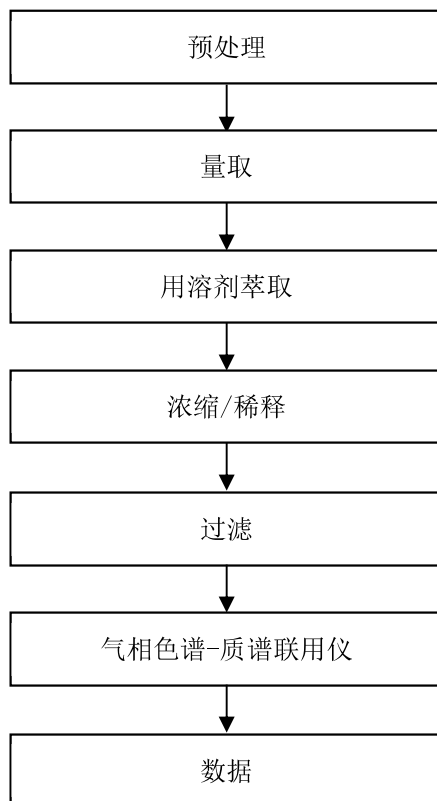 预处理
量取
用溶剂萃取
浓缩/稀释
过滤
气相色谱-质谱联用仪
数据